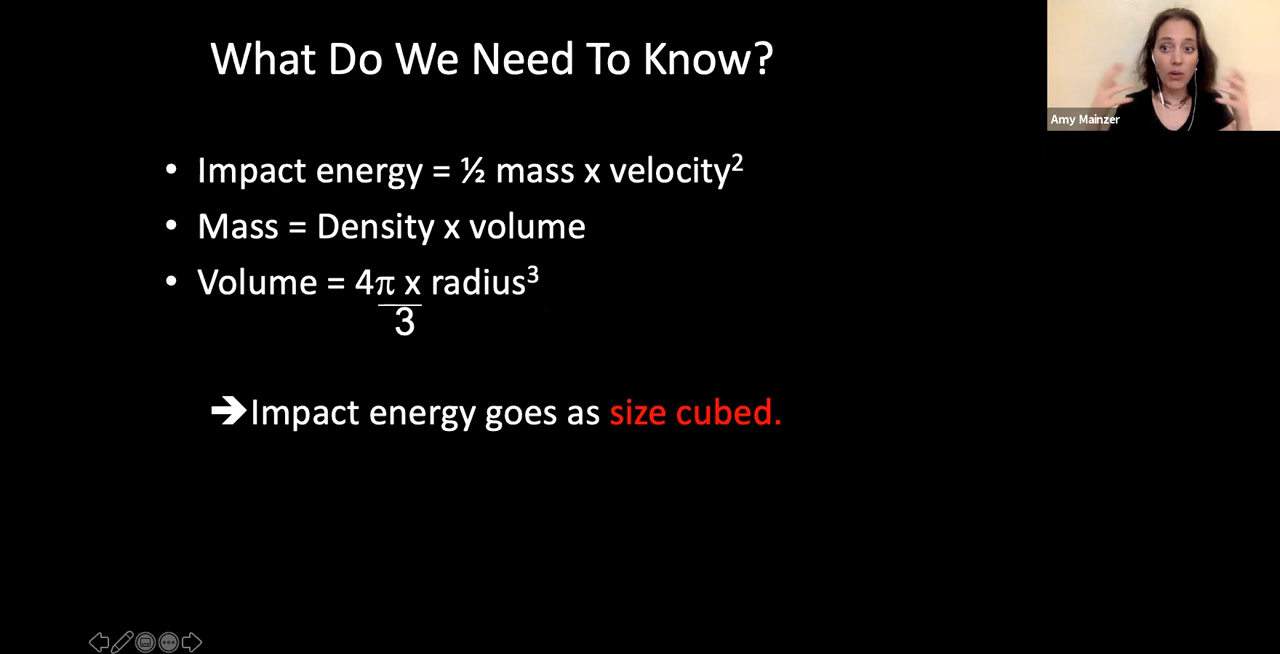 What Do We Need To Know?
Amy Mainzer
• Impact energy = ½ mass x velocity²
• Mass = Density x volume
• Volume = 4π x radius³
3
➔Impact energy goes as size cubed.